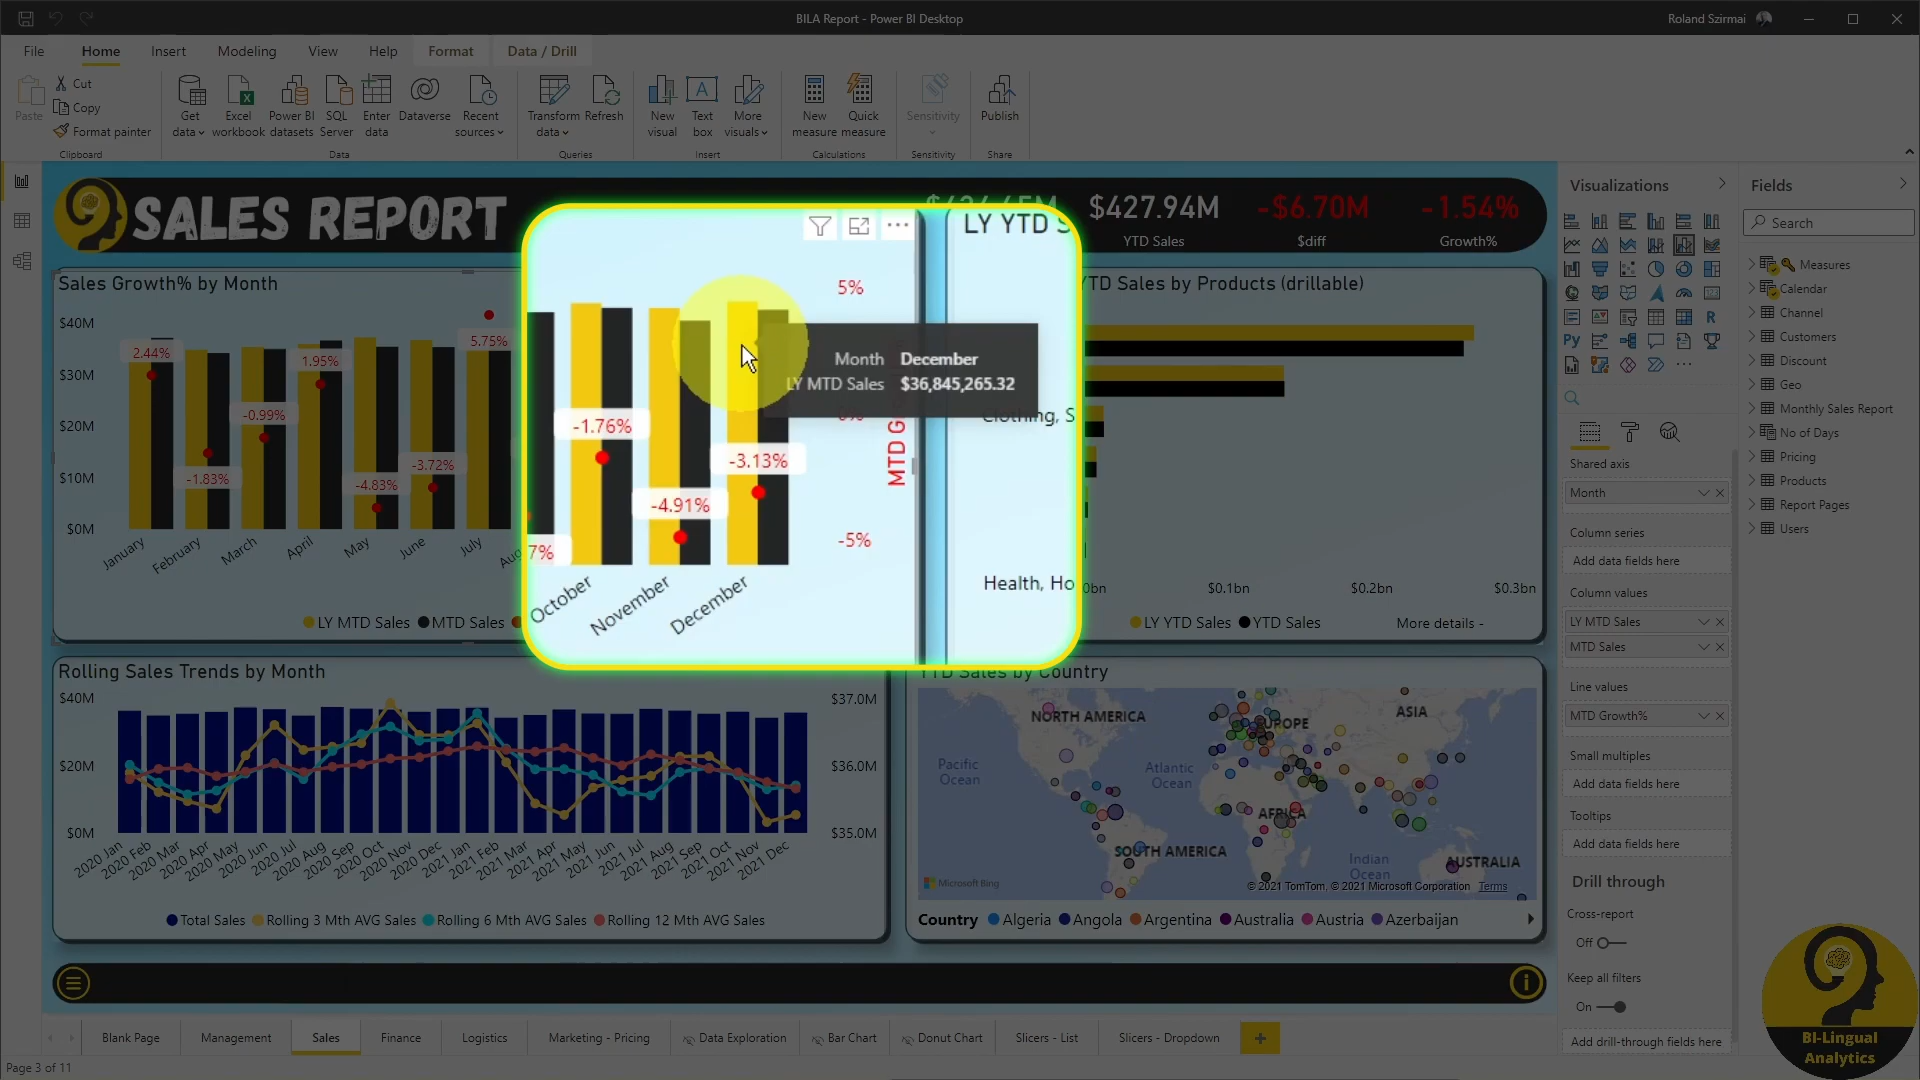 BILA Report - Power BI Desktop
Roland Szirmai
File Home Insert Modeling View Help Format Data / Drill
Paste
Cut
Copy
Format painter
Clipboard
Get data
Excel workbook
Power BI datasets
SQL Server
Enter data
Dataverse
Recent sources
Data
Transform data
Refresh
Queries
New visual
Text box
More visuals
Insert
New measure
Quick measure
Calculations
Sensitivity
Sensitivity
Publish
Share
SALES REPORT
$427.94M
YTD Sales
-$6.70M
$diff
-1.54%
Growth%
Sales Growth% by Month
$40M
$30M
$20M
$10M
$0M
2.44%
-1.83%
-0.99%
1.95%
-4.83%
-3.72%
5.75%
January
February
March
April
May
June
July
LY MTD Sales MTD Sales
5%
-5%
7%
-1.76%
-4.91%
-3.13%
October
November
December
Month December
LY MTD Sales $36,845,265.32
LY YTD S
YTD Sales by Products (drillable)
Clothing, S
Health, Ho
0bn
$0.1bn
$0.2bn
$0.3bn
LY YTD Sales YTD Sales
More details -
Rolling Sales Trends by Month
$40M
$20M
$0M
$37.0M
$36.0M
$35.0M
2020 Jan
2020 Feb
2020 Mar
2020 Apr
2020 May
2020 Jun
2020 Jul
2020 Aug
2020 Sep
2020 Oct
2020 Nov
2020 Dec
2021 Jan
2021 Feb
2021 Mar
2021 Apr
2021 May
2021 Jun
2021 Jul
2021 Aug
2021 Sep
2021 Oct
2021 Nov
2021 Dec
Total Sales Rolling 3 Mth AVG Sales Rolling 6 Mth AVG Sales Rolling 12 Mth AVG Sales
YTD Sales by Country
NORTH AMERICA
EUROPE
ASIA
Pacific Ocean
Atlantic Ocean
AFRICA
SOUTH AMERICA
Indian Ocean
AUSTRALIA
Microsoft Bing
© 2021 TomTom, © 2021 Microsoft Corporation Terms
Country Algeria Angola Argentina Australia Austria Azerbaijan
Blank Page Management Sales Finance Logistics Marketing - Pricing Data Exploration Bar Chart Donut Chart Slicers - List Slicers - Dropdown +
Page 3 of 11
Visualizations
Py
R
Shared axis
Month
Column series
Add data fields here
Column values
LY MTD Sales
MTD Sales
Line values
MTD Growth%
Small multiples
Add data fields here
Tooltips
Add data fields here
Drill through
Cross-report
Off
Keep all filters
On
Add drill-through fields here
Fields
Search
Measures
Calendar
Channel
Customers
Discount
Geo
Monthly Sales Report
No of Days
Pricing
Products
Report Pages
Users
BI-Lingual
Analytics